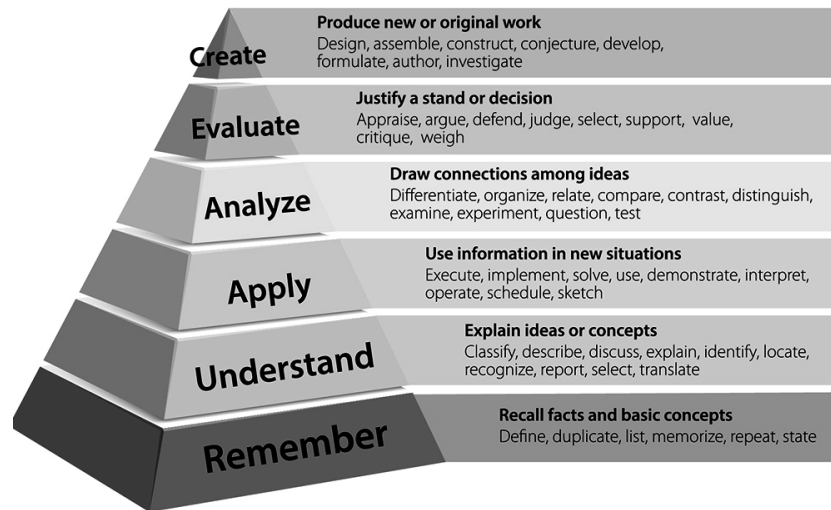 Create
Produce new or original work
Design, assemble, construct, conjecture, develop,
formulate, author, investigate
Evaluate
Justify a stand or decision
Appraise, argue, defend, judge, select, support, value,
critique, weigh
Analyze
Draw connections among ideas
Differentiate, organize, relate, compare, contrast, distinguish,
examine, experiment, question, test
Apply
Use information in new situations
Execute, implement, solve, use, demonstrate, interpret,
operate, schedule, sketch
Understand
Explain ideas or concepts
Classify, describe, discuss, explain, identify, locate,
recognize, report, select, translate
Remember
Recall facts and basic concepts
Define, duplicate, list, memorize, repeat, state